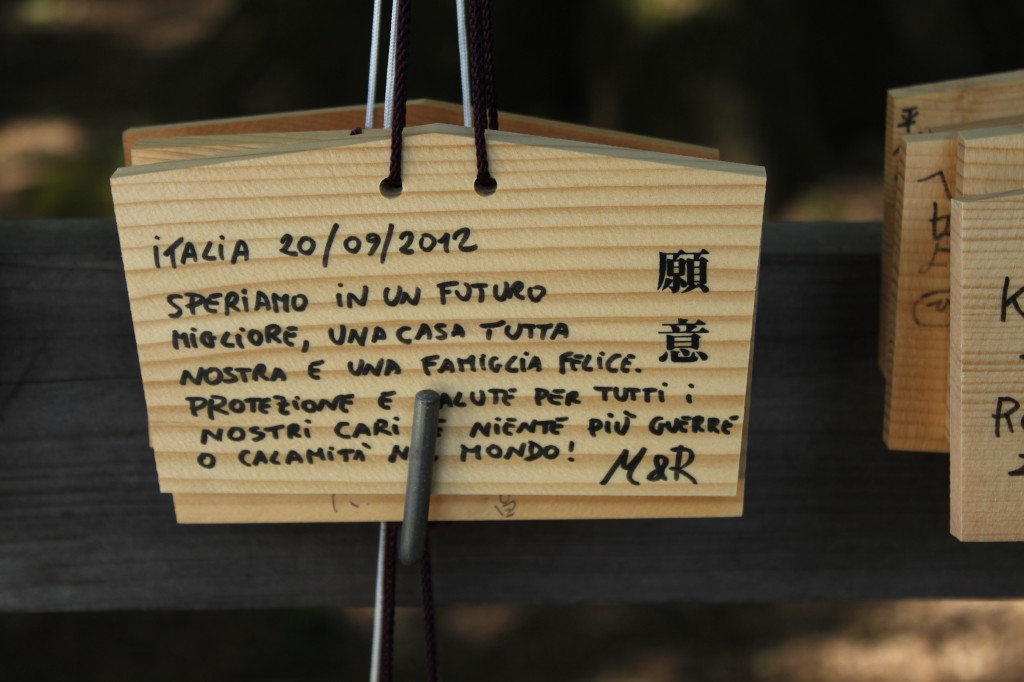 iTALiA 20/09/2012
SPERiAMO iN UN FUTURO
MiGLiORE, UNA CASA TUTTA
NOSTRA E UNA FAMiGLiA FELiCE.
PROTEZiONE E ALUTE PER TUTTi i
NOSTRi CARi E NiENTE PiÙ GUERRE
O CALAMiTÀ MONDO!
M&R
願意
平
K